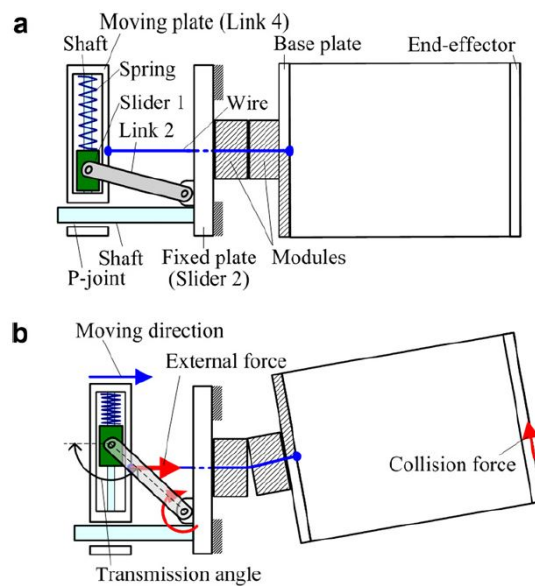 a
Moving plate (Link 4)
Shaft
Spring
Slider 1
Link 2
Wire
Base plate
End-effector
P-joint
Shaft
Fixed plate
(Slider 2)
Modules
b
Moving direction
External force
Collision force
Transmission angle